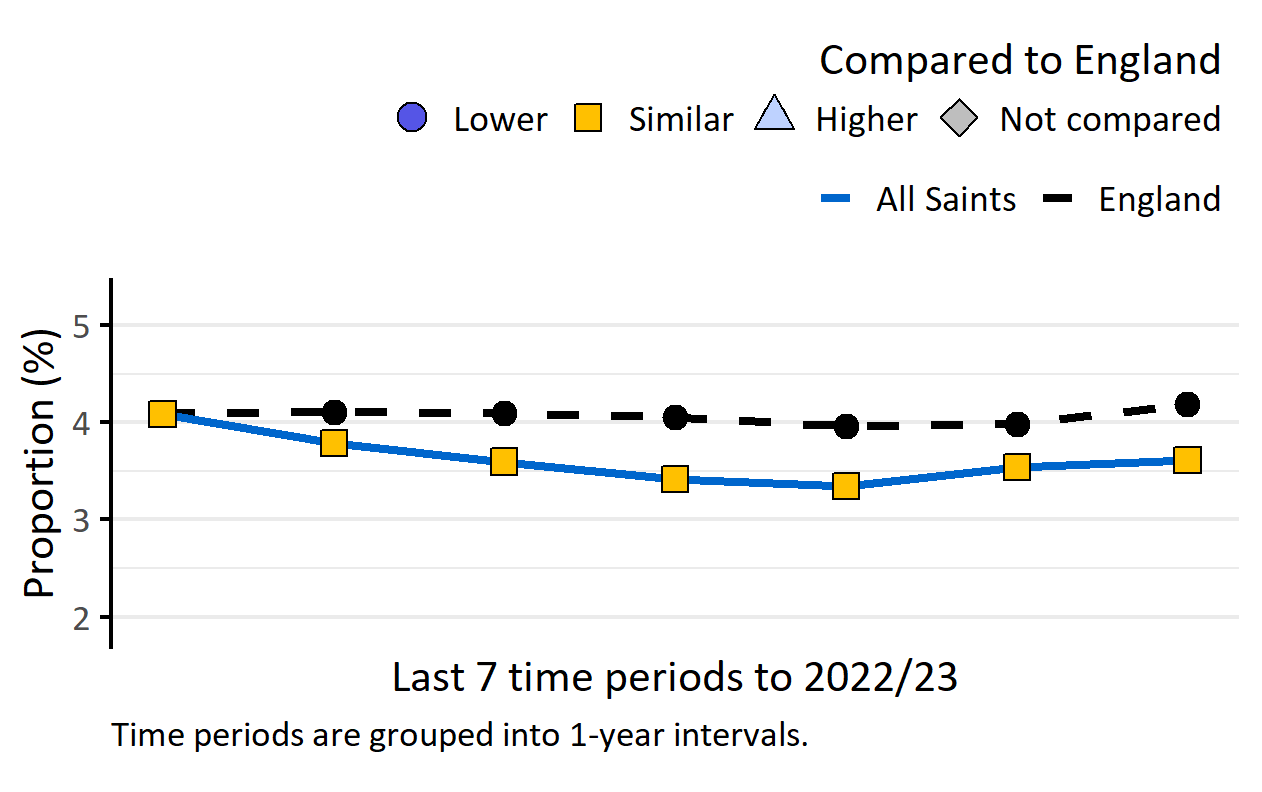 Compared to England
Lower Similar Higher Not compared
All Saints England
Proportion (%)
5
4
3
2
Last 7 time periods to 2022/23
Time periods are grouped into 1-year intervals.